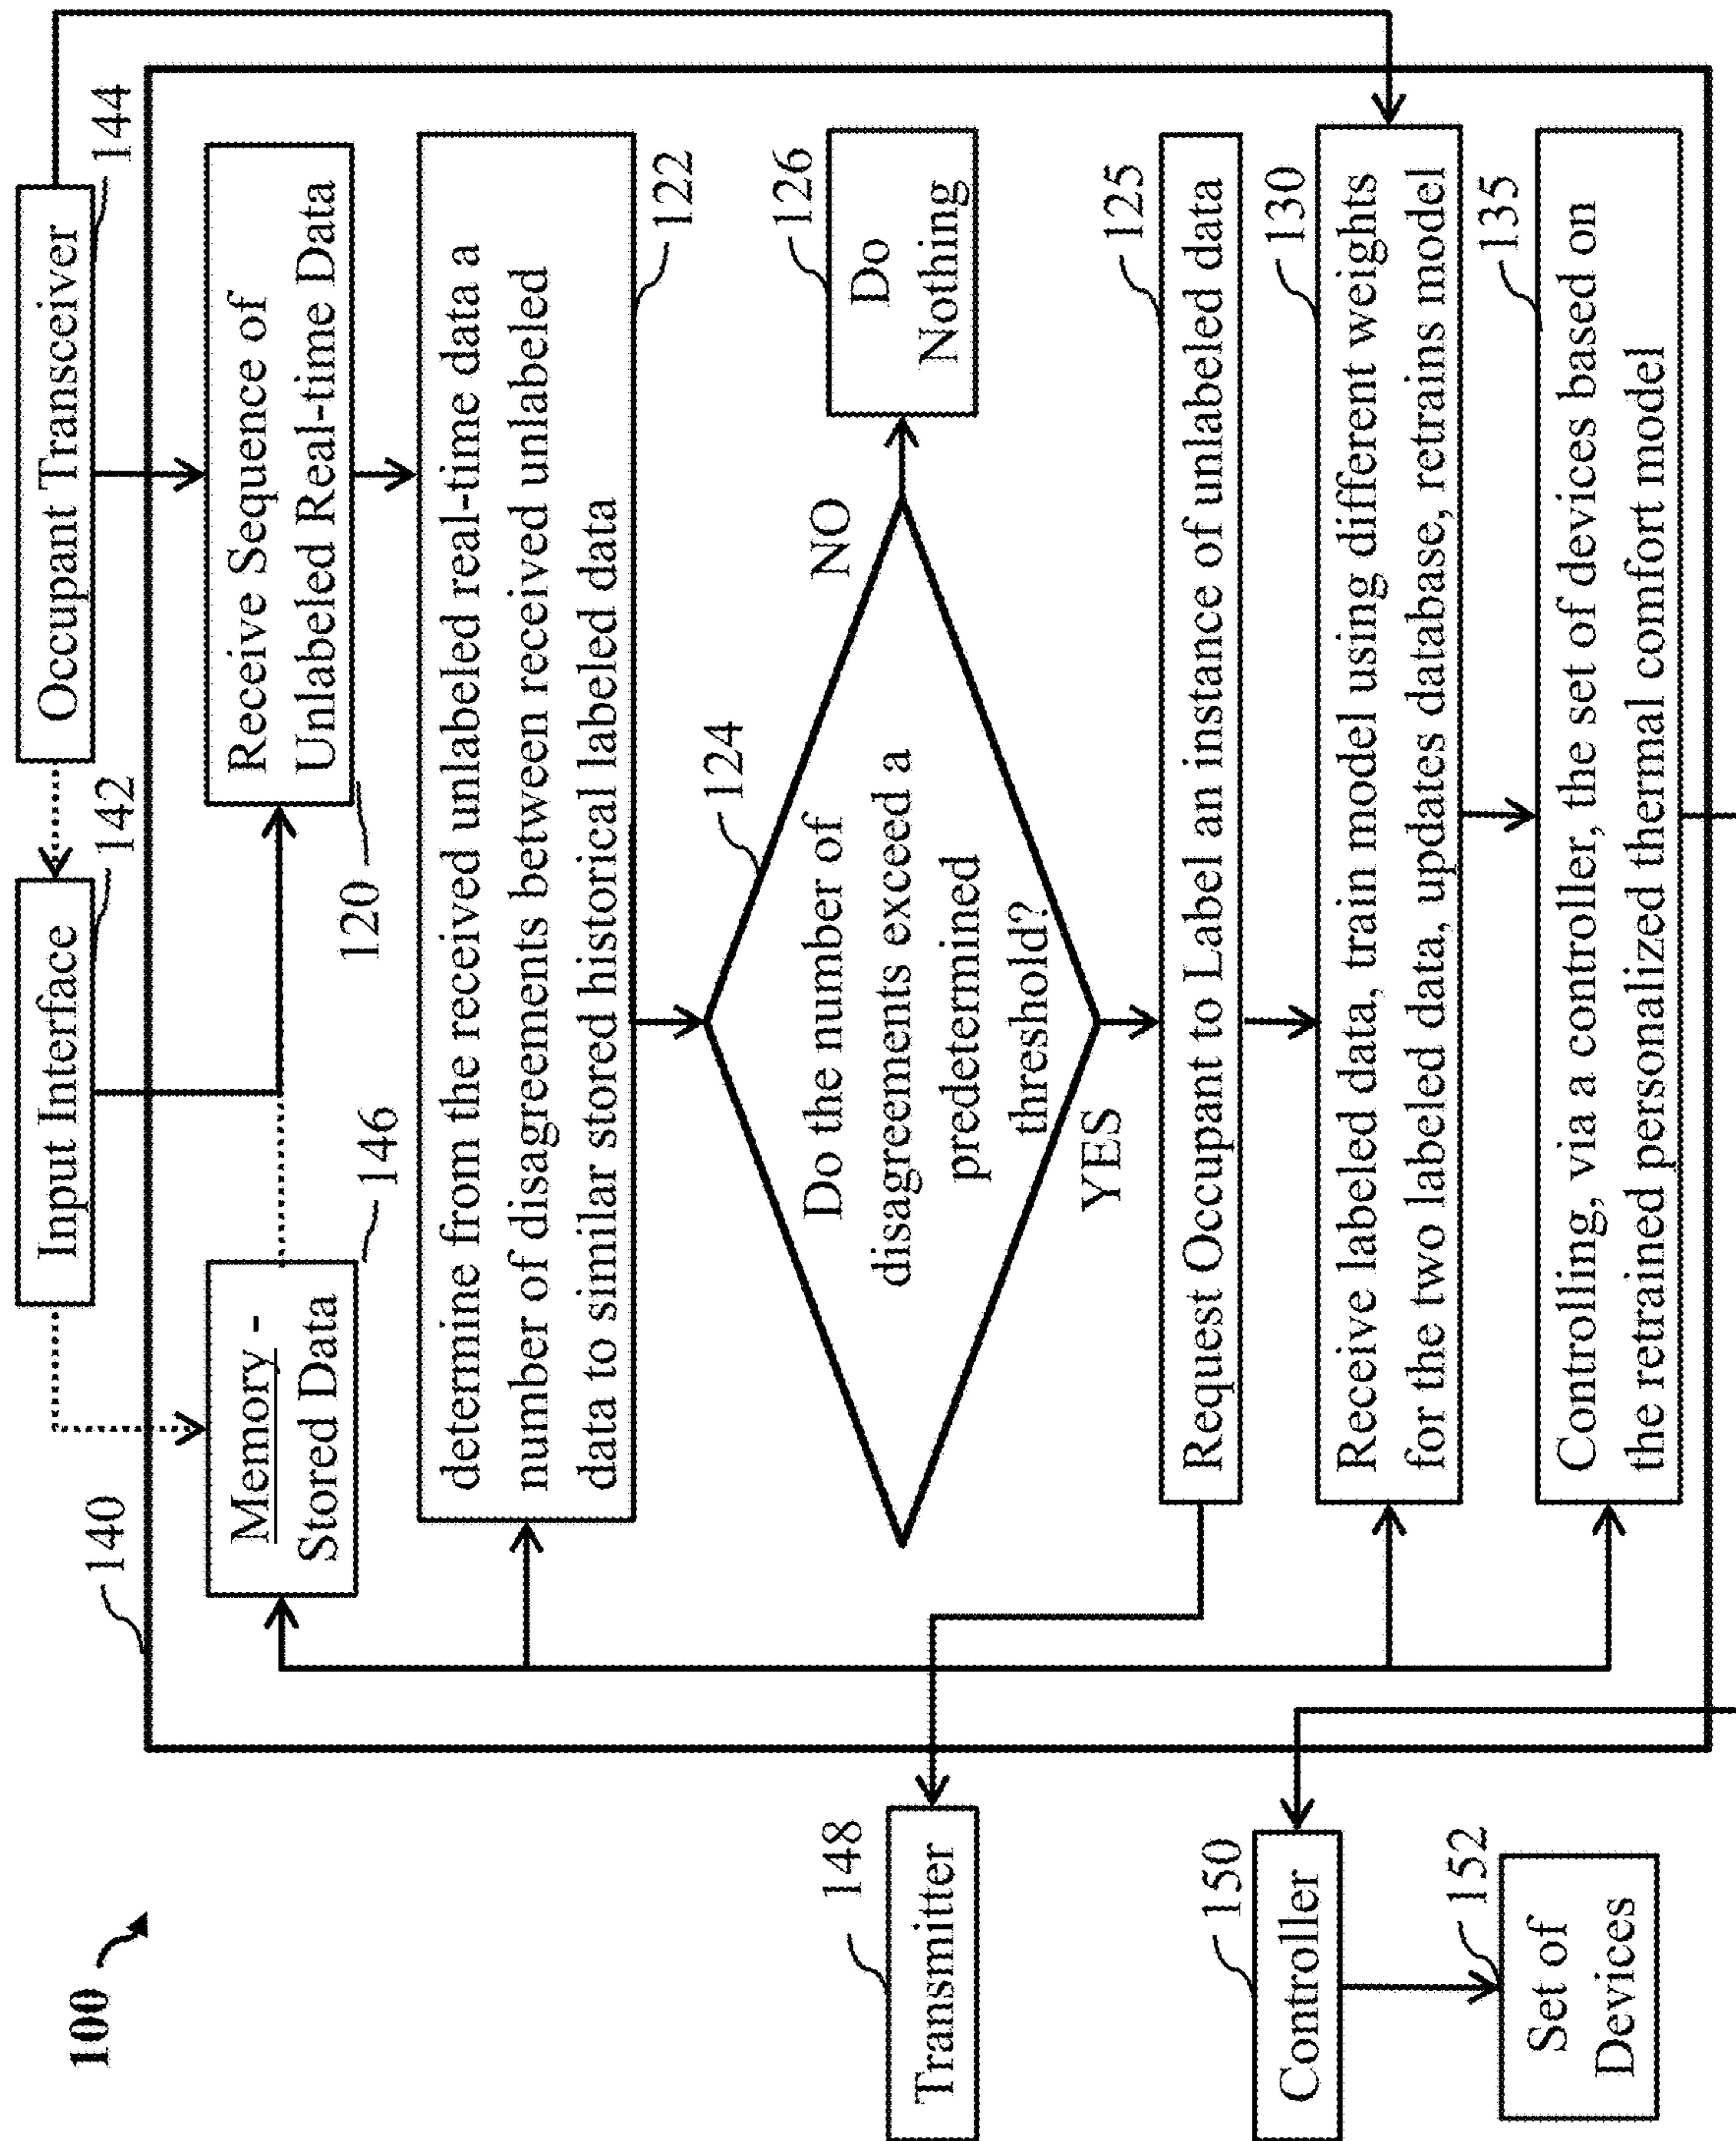 100
140
Input Interface
142
Occupant Transceiver
144
Memory -
Stored Data
146
Receive Sequence of
Unlabeled Real-time Data
120
determine from the received unlabeled real-time data a
number of disagreements between received unlabeled
data to similar stored historical labeled data
122
124
Do the number of
disagreements exceed a
predetermined
threshold?
NO
126
Do
Nothing
YES
148
Transmitter
125
Request Occupant to Label an instance of unlabeled data
130
Receive labeled data, train model using different weights
for the two labeled data, updates database, retrains model
150
Controller
135
Controlling, via a controller, the set of devices based on
the retrained personalized thermal comfort model
152
Set of
Devices